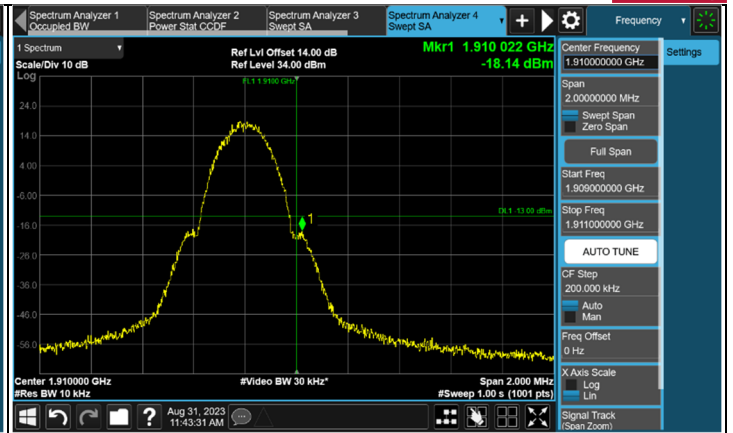 Spectrum Analyzer 1
Occupied BW
Spectrum Analyzer 2
Power Stat CCDF
Spectrum Analyzer 3
Swept SA
Spectrum Analyzer 4
Swept SA
+
Frequency
1 Spectrum
Scale/Div 10 dB
Log
Ref Lvl Offset 14.00 dB
Ref Level 34.00 dBm
Mkr1 1.910 022 GHz
-18.14 dBm
FL1 1.9100 GHz
24.0
14.0
4.00
-6.00
DL1 -13.00 dBm
1
-16.0
-26.0
-36.0
-46.0
-56.0
Center 1.910000 GHz
#Video BW 30 kHz*
Span 2.000 MHz
#Res BW 10 kHz
#Sweep 1.00 s (1001 pts)
?
Aug 31, 2023
11:43:31 AM
Center Frequency
1.910000000 GHz
Settings
Span
2.00000000 MHz
Swept Span
Zero Span
Full Span
Start Freq
1.909000000 GHz
Stop Freq
1.911000000 GHz
AUTO TUNE
CF Step
200.000 kHz
Auto
Man
Freq Offset
0 Hz
X Axis Scale
Log
Lin
Signal Track
(Span Zoom)